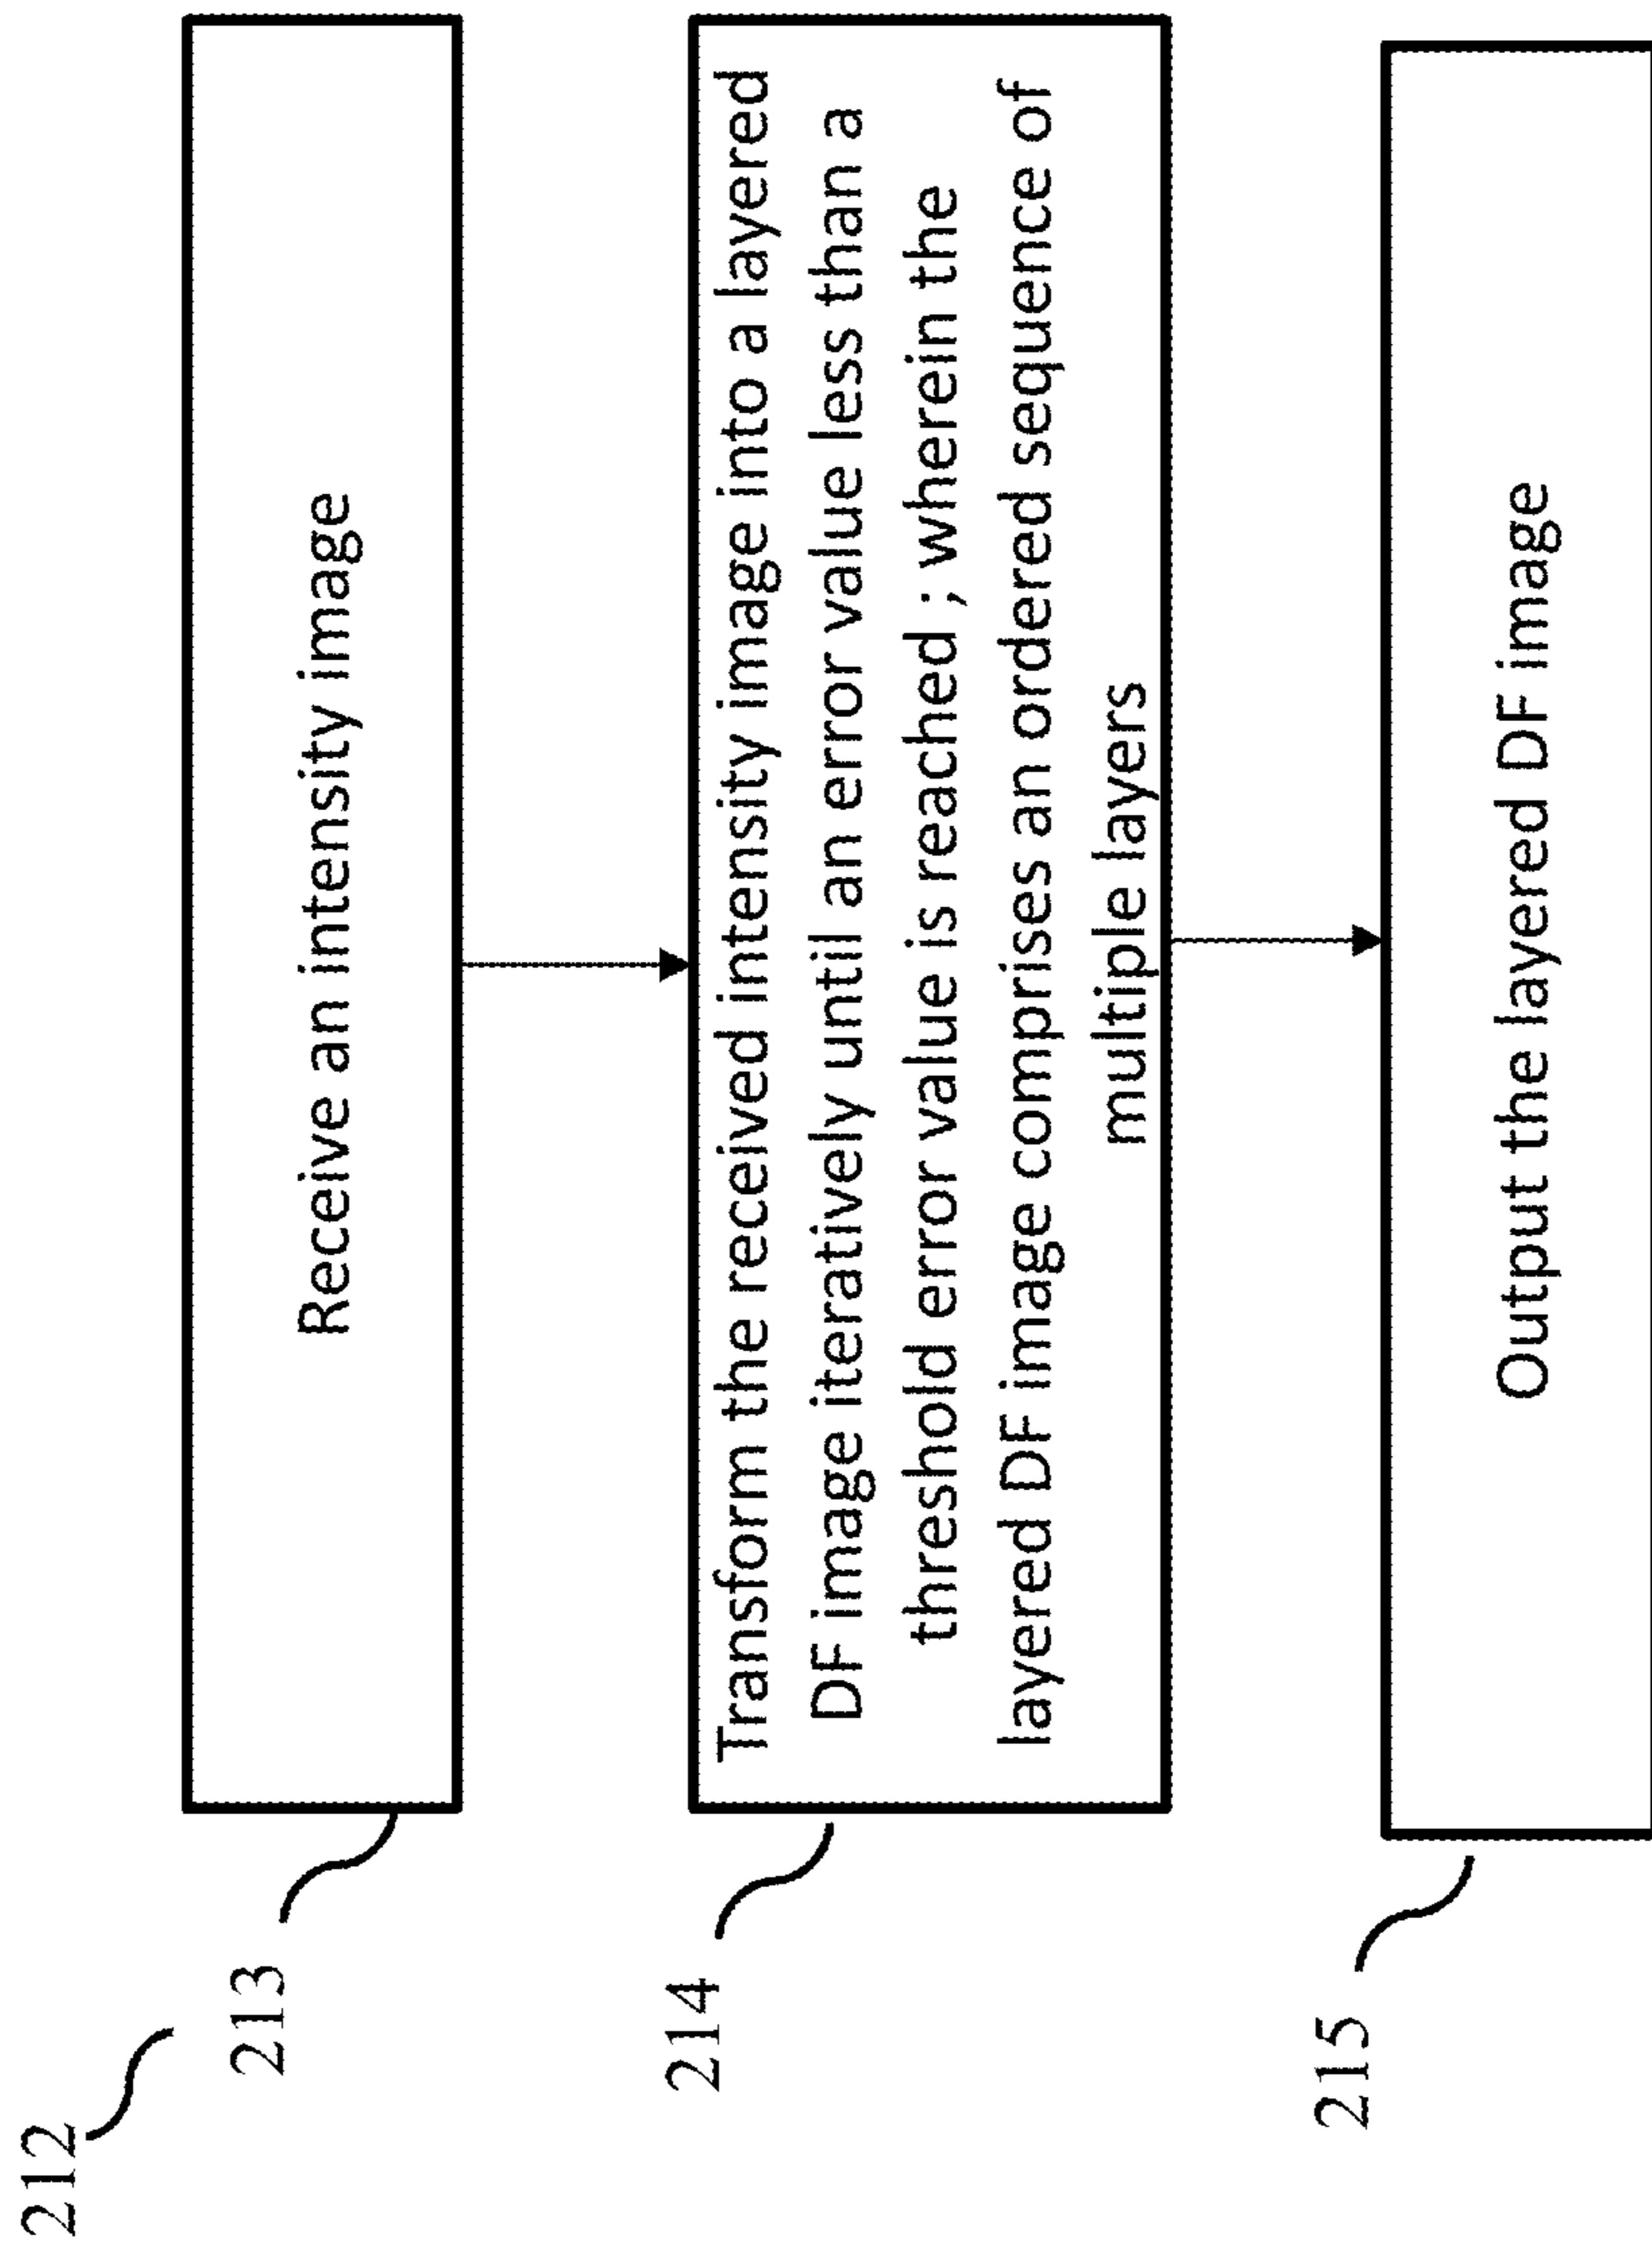 212
213
Receive an intensity image
214
Transform the received intensity image into a layered
DF image iteratively until an error value less than a
threshold error value is reached ; wherein the
layered DF image comprises an ordered sequence of
multiple layers
215
Output the layered DF image